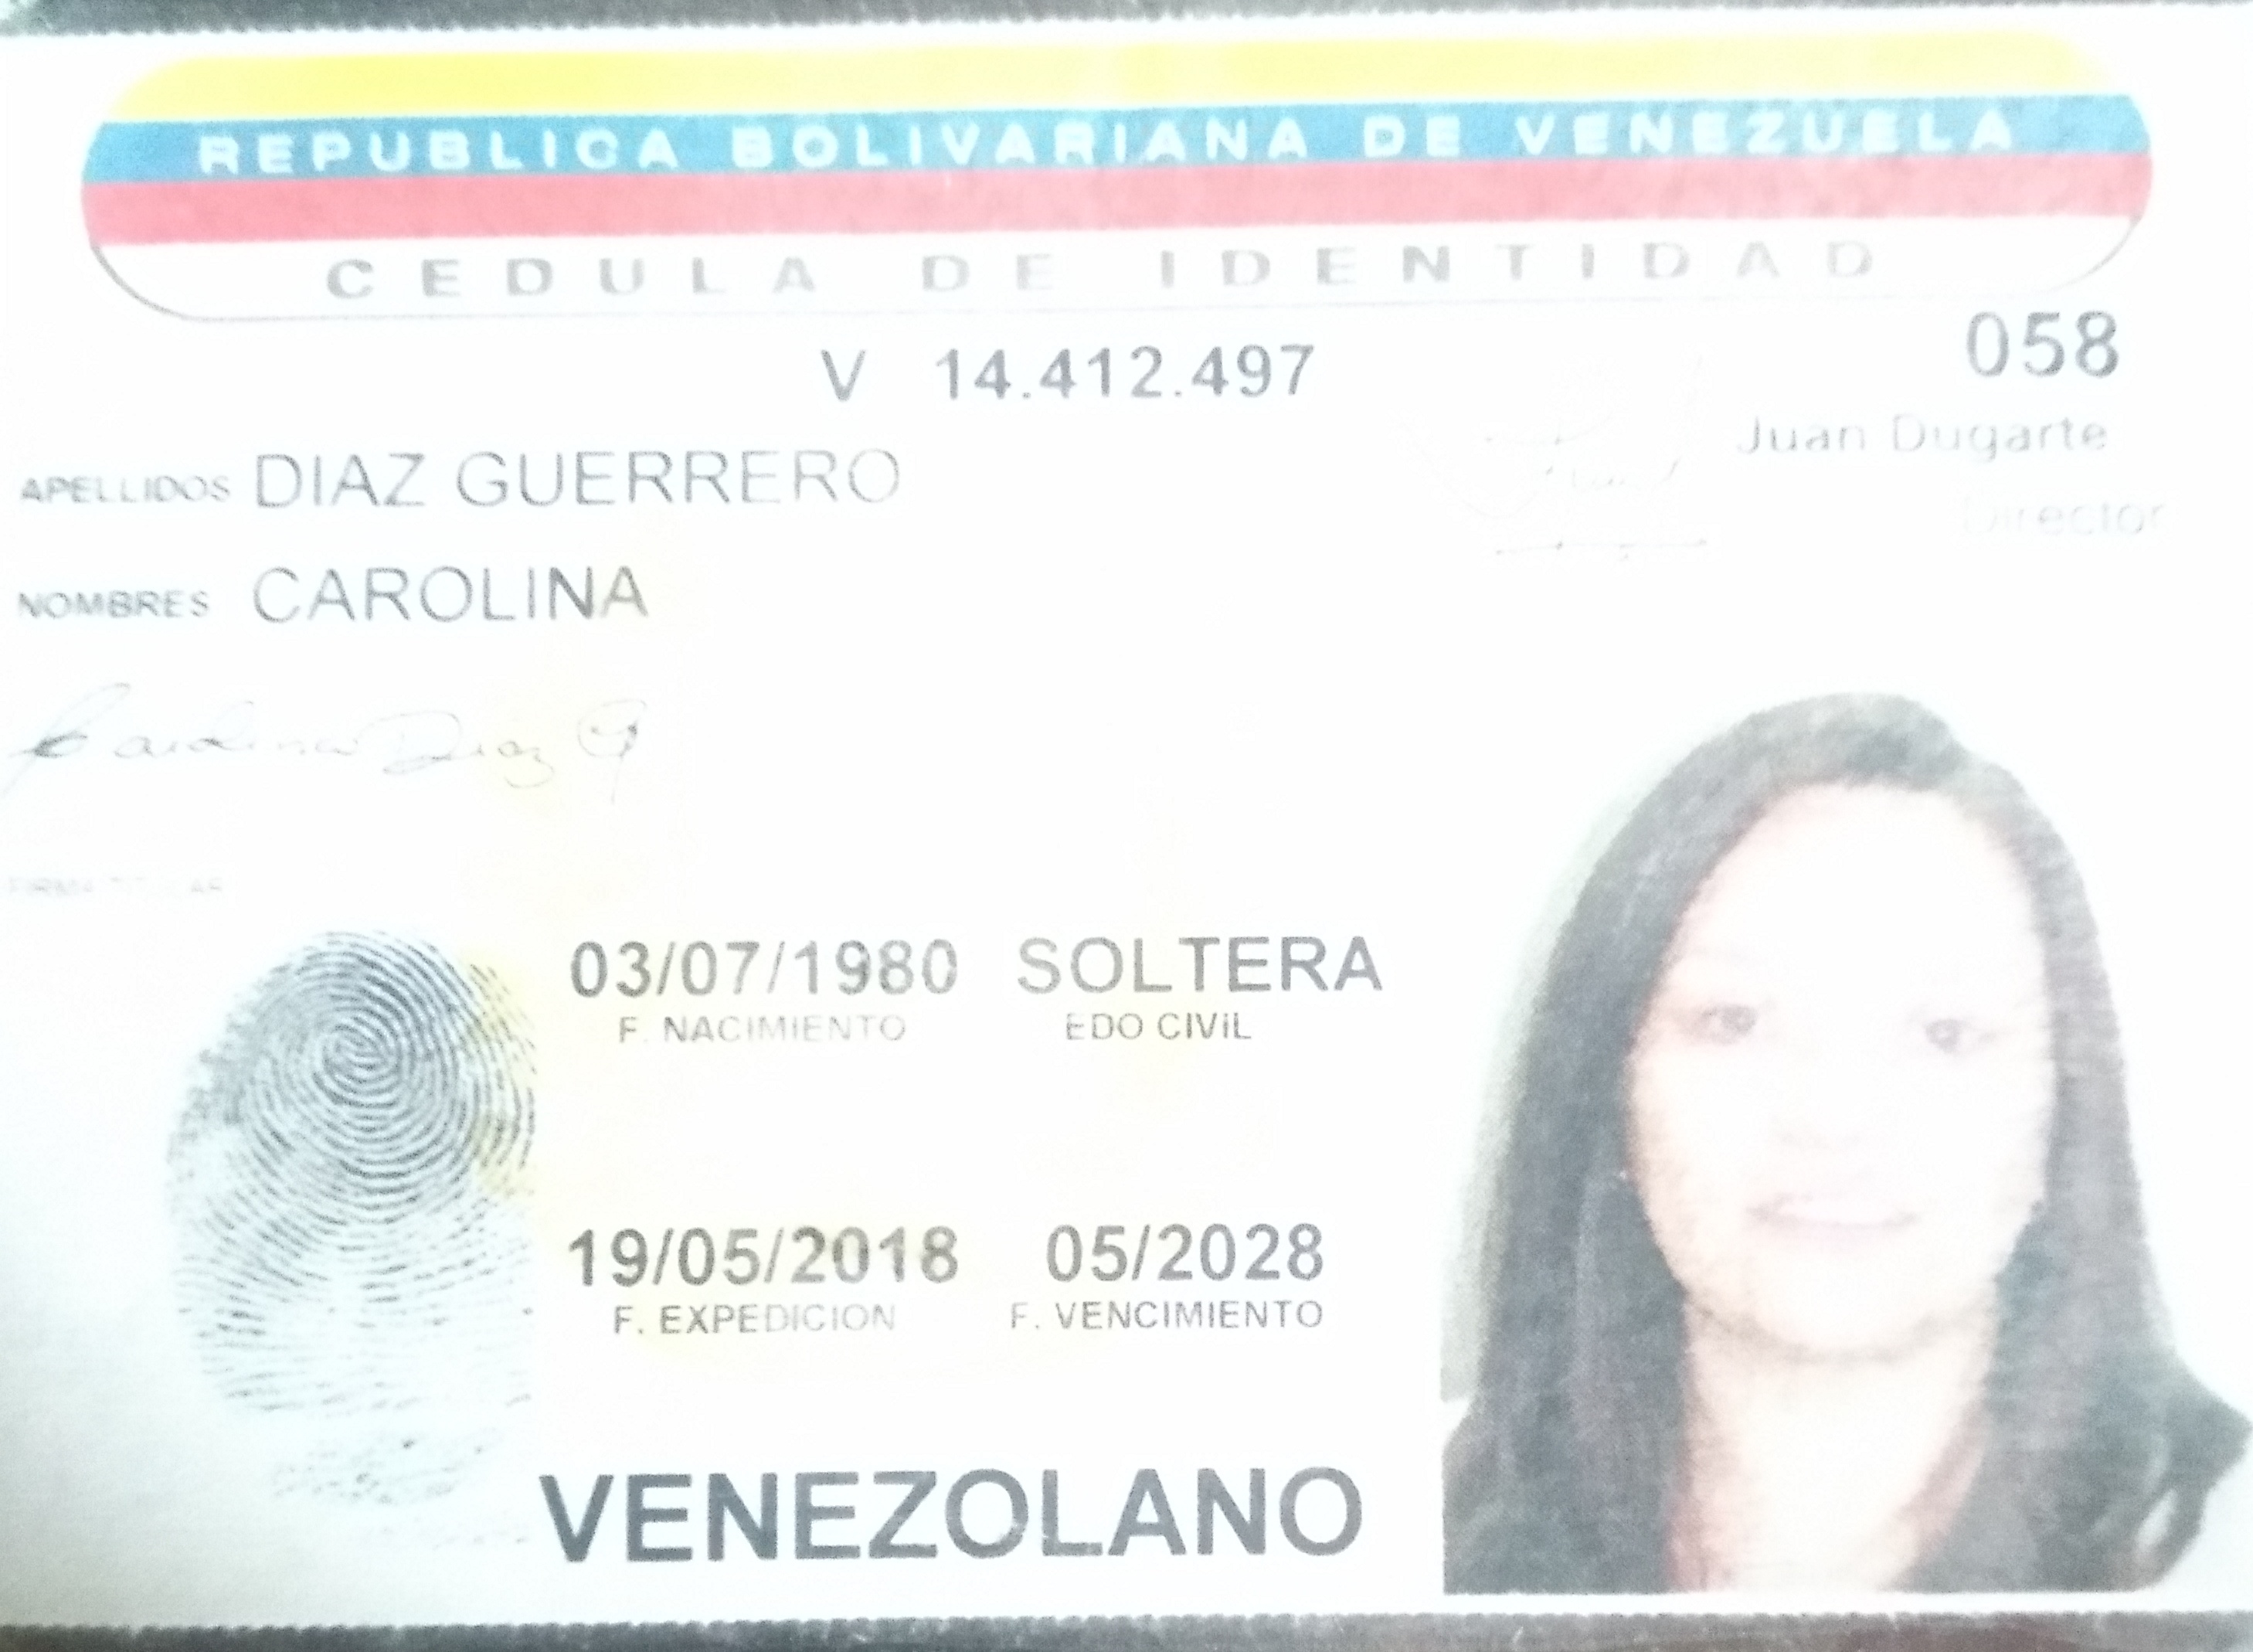 REPUBLICA BOLIVARIANA DE VENEZUELA
CEDULA DE IDENTIDAD
V 14.412.497
058
Juan Dugarte
Director
APELLIDOS DIAZ GUERRERO
NOMBRES CAROLINA
Carolina Diaz G
FIRMA TITULAR
03/07/1980 SOLTERA
F. NACIMIENTO EDO CIVIL
19/05/2018 05/2028
F. EXPEDICION F. VENCIMIENTO
VENEZOLANO